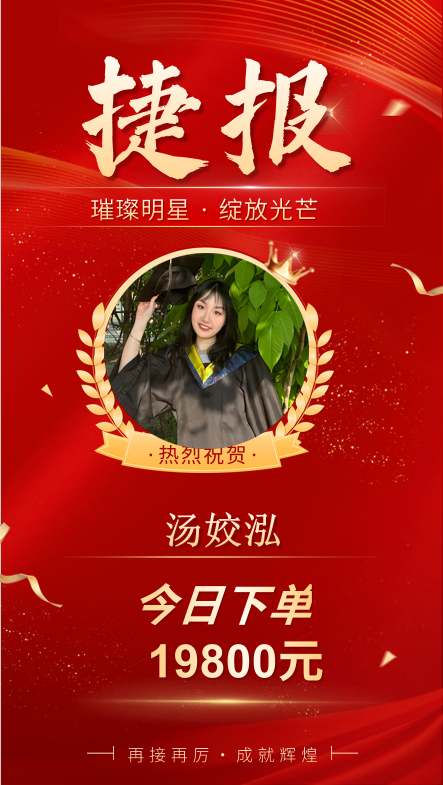 捷报
璀璨明星 · 绽放光芒
·热烈祝贺·
汤姣泓
今日下单
19800元
再接再厉 · 成就辉煌